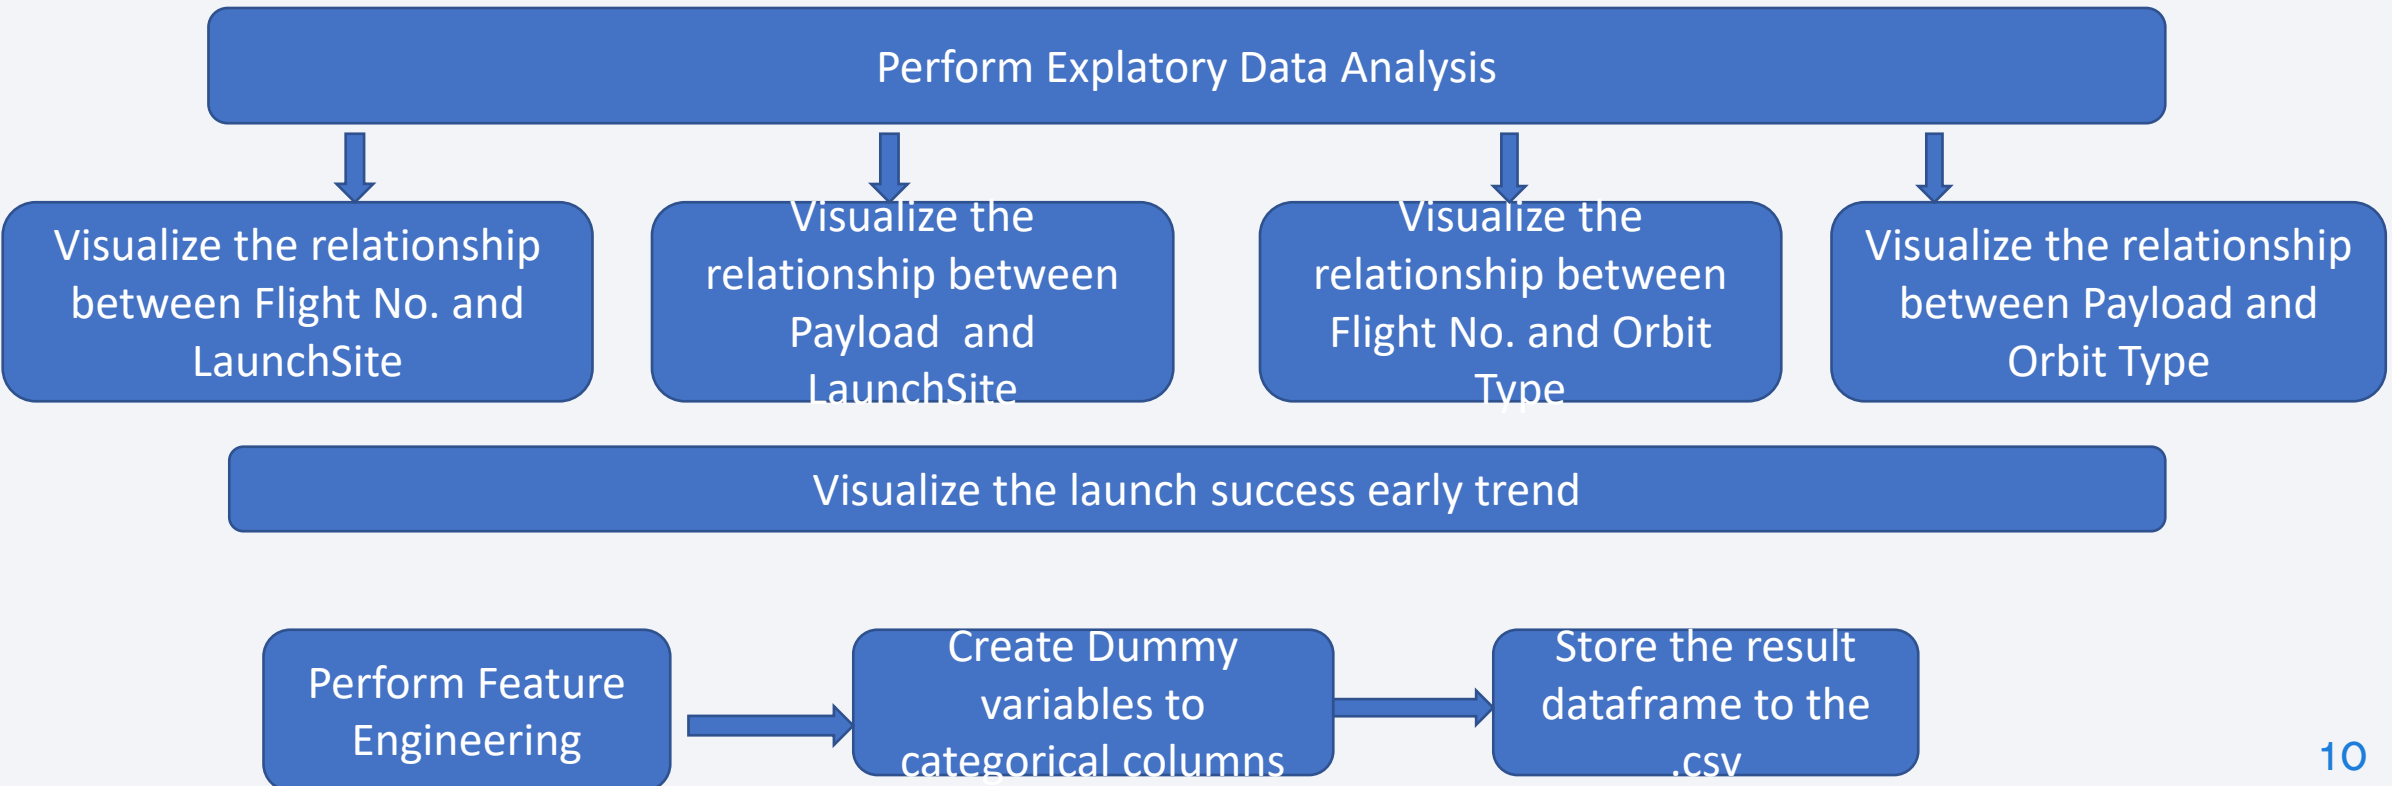 Perform Explatory Data Analysis
Visualize the relationship
between Flight No. and
LaunchSite
Visualize the
relationship between
Payload  and
LaunchSite
Visualize the
relationship between
Flight No. and Orbit
Type
Visualize the relationship
between Payload and
Orbit Type
Visualize the launch success early trend
Perform Feature
Engineering
Create Dummy
variables to
categorical columns
Store the result
dataframe to the
.csv
10